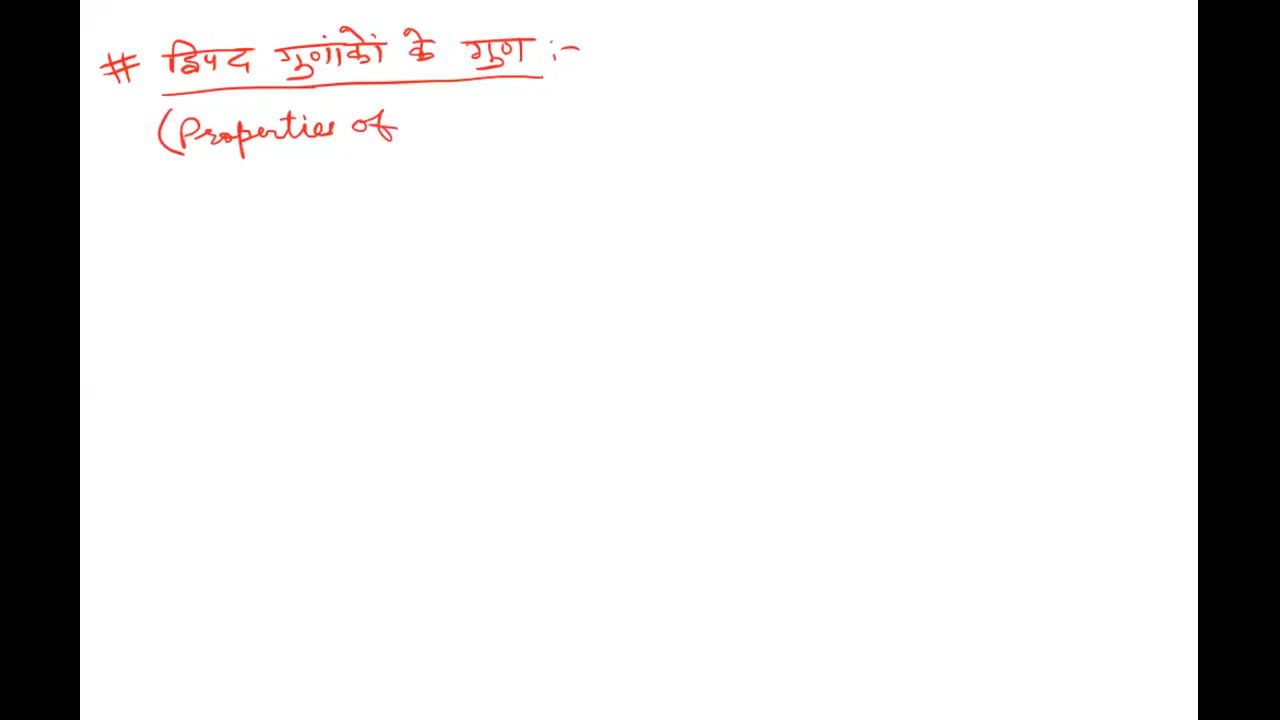 # द्विपद गुणांकों के गुण :-
(Properties of